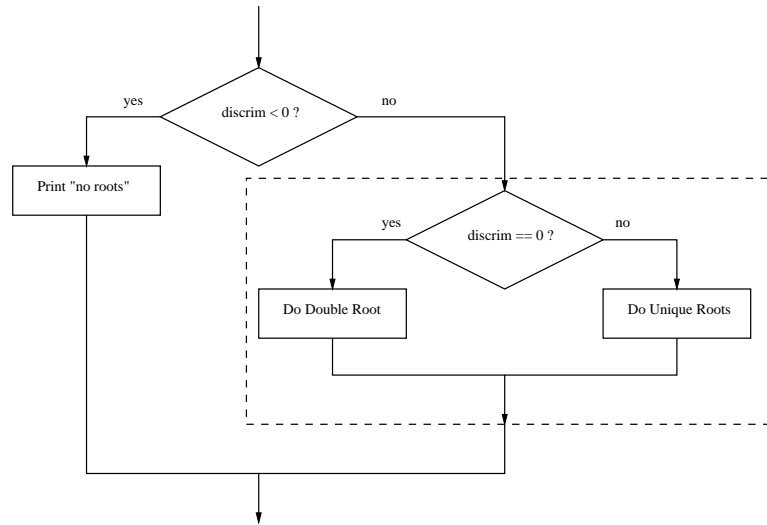 yes
discrim < 0 ?
no
Print "no roots"
yes
discrim == 0 ?
no
Do Double Root
Do Unique Roots